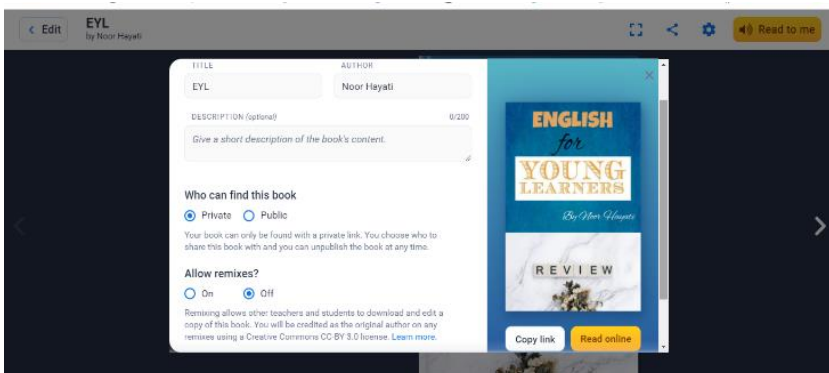 Edit
EYL
by Noor Hayati
Read to me
TITLE
AUTHOR
EYL
Noor Hayati
DESCRIPTION (optional)
0/200
Give a short description of the book's content.
Who can find this book
Private
Public
Your book can only be found with a private link. You choose who to
share this book with and you can unpublish the book at any time.
Allow remixes?
On
Off
Remixing allows other teachers and students to download and edit a
copy of this book. You will be credited as the original author on any
remixes using a Creative Commons CC-BY 3.0 license. Learn more.
ENGLISH
for
YOUNG
LEARNERS
By Noor Hayati
REVIEW
Copy link
Read online